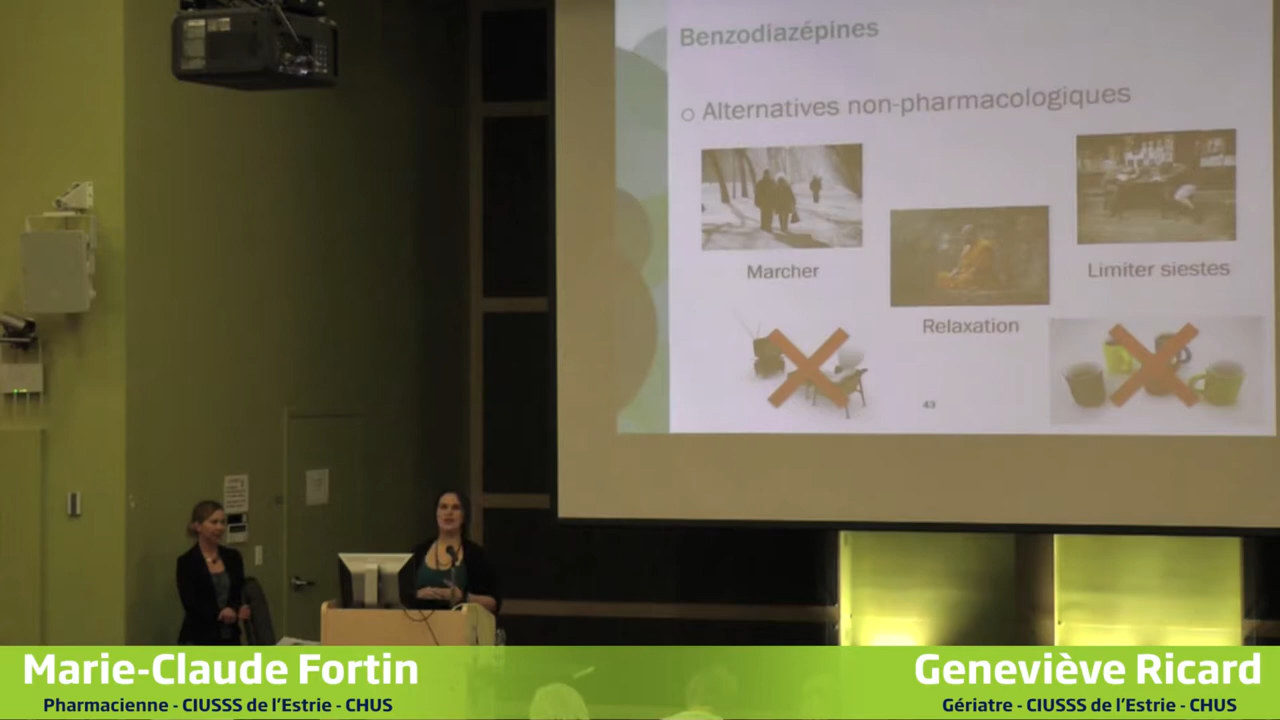 Benzodiazépines
o Alternatives non-pharmacologiques
Marcher
Limiter siestes
Relaxation
43
Marie-Claude Fortin
Pharmacienne - CIUSSS de l'Estrie - CHUS
Geneviève Ricard
Gériatre - CIUSSS de l'Estrie - CHUS